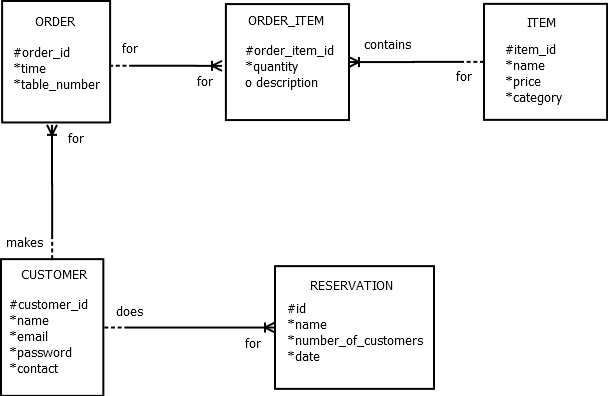 ORDER
#order_id
*time
*table_number
for
for
ORDER_ITEM
#order_item_id
*quantity
o description
contains
for
ITEM
#item_id
*name
*price
*category
for
makes
CUSTOMER
#customer_id
*name
*email
*password
*contact
does
for
RESERVATION
#id
*name
*number_of_customers
*date